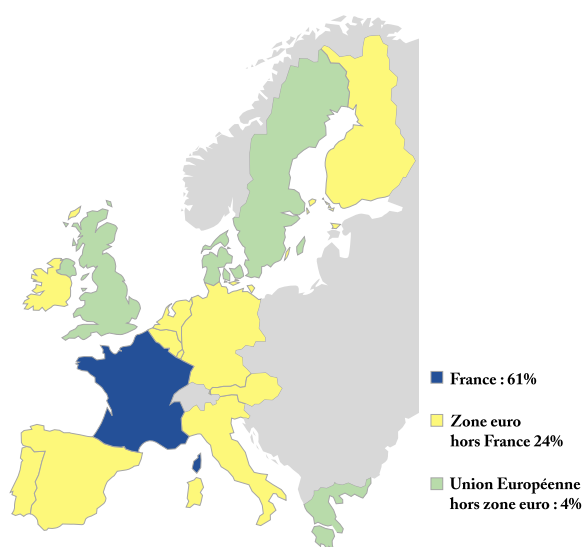 France : 61%
Zone euro
hors France 24%
Union Européenne
hors zone euro : 4%